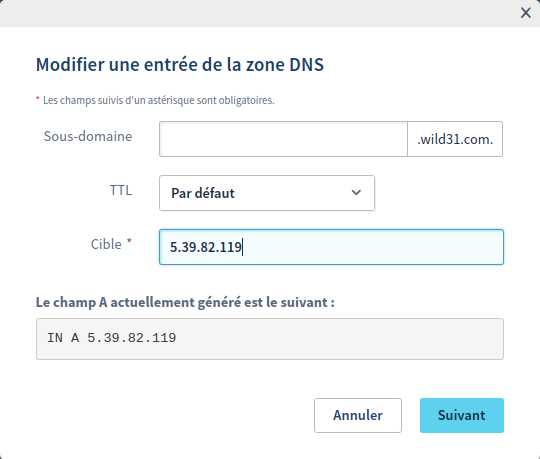 Modifier une entrée de la zone DNS
* Les champs suivis d'un astérisque sont obligatoires.
Sous-domaine .wild31.com.
TTL Par défaut
Cible * 5.39.82.119
Le champ A actuellement généré est le suivant :
IN A 5.39.82.119
Annuler Suivant